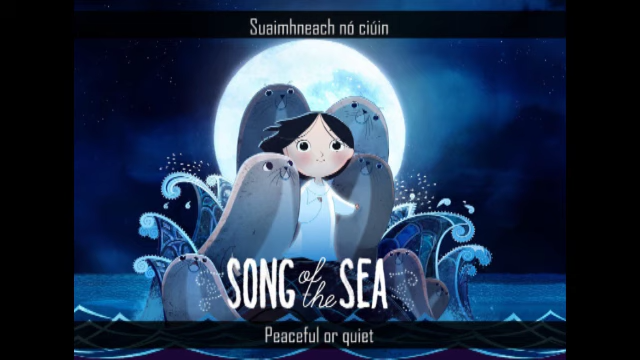 Suaimhneach nó ciúin
SONG of the SEA
Peaceful or quiet